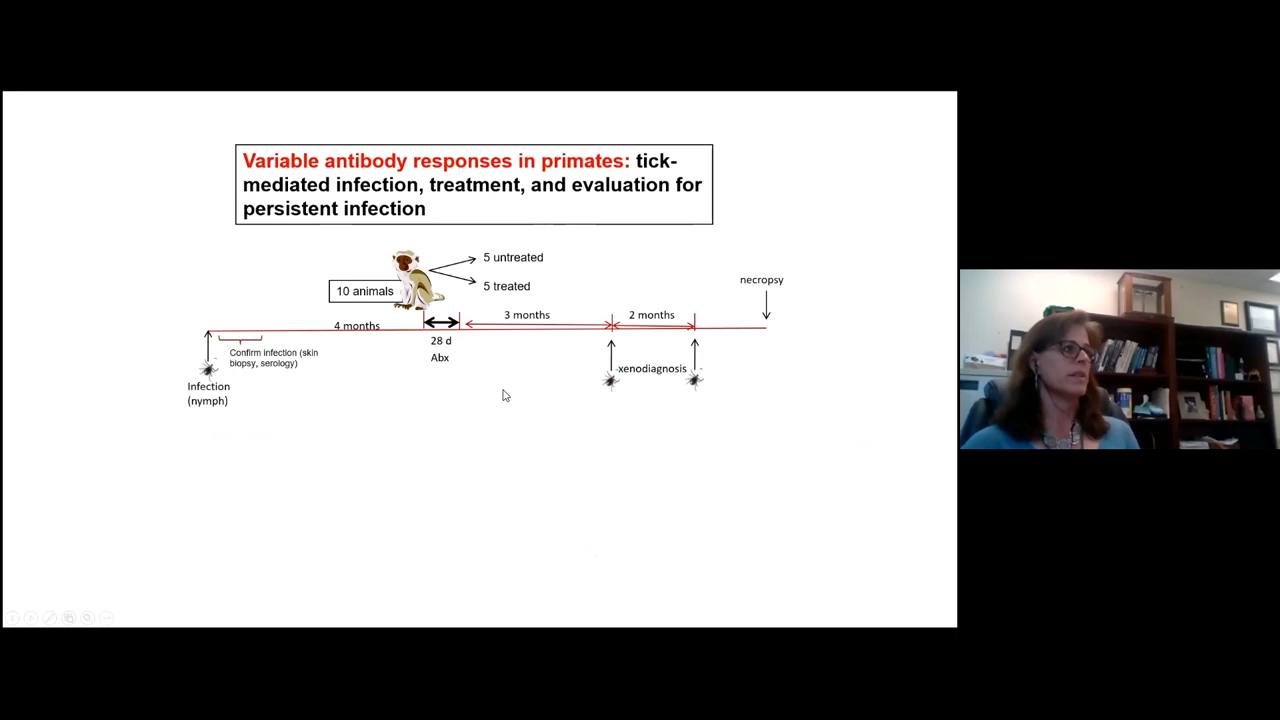 Variable antibody responses in primates: tick-
mediated infection, treatment, and evaluation for
persistent infection
5 untreated
5 treated
10 animals
necropsy
3 months
2 months
4 months
28 d
Abx
Confirm infection (skin
biopsy, serology)
xenodiagnosis
Infection
(nymph)